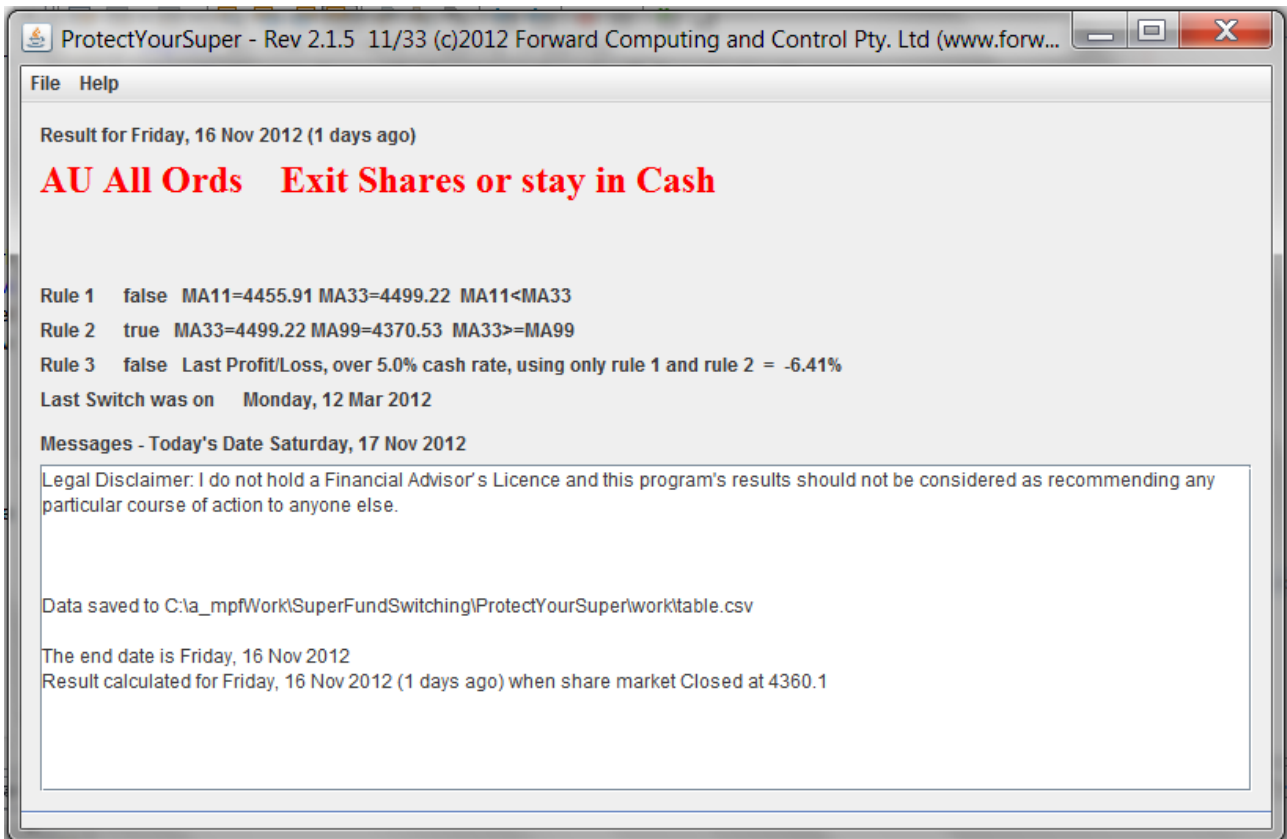 ProtectYourSuper - Rev 2.1.5 11/33 (c)2012 Forward Computing and Control Pty. Ltd (www.forw...
File Help
Result for Friday, 16 Nov 2012 (1 days ago)
AU All Ords Exit Shares or stay in Cash
Rule 1 false MA11=4455.91 MA33=4499.22 MA11<MA33
Rule 2 true MA33=4499.22 MA99=4370.53 MA33>=MA99
Rule 3 false Last Profit/Loss, over 5.0% cash rate, using only rule 1 and rule 2 = -6.41%
Last Switch was on Monday, 12 Mar 2012
Messages - Today's Date Saturday, 17 Nov 2012
Legal Disclaimer: I do not hold a Financial Advisor's Licence and this program's results should not be considered as recommending any
particular course of action to anyone else.
Data saved to C:\a_mpfWork\SuperFundSwitching\ProtectYourSuper\work\table.csv
The end date is Friday, 16 Nov 2012
Result calculated for Friday, 16 Nov 2012 (1 days ago) when share market Closed at 4360.1